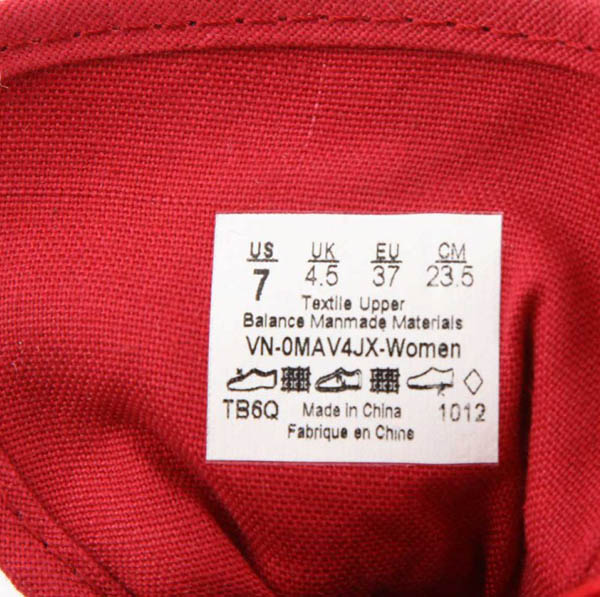 US UK EU CM
7 4.5 37 23.5
Textile Upper
Balance Manmade Materials
VN-0MAV4JX-Women
TB6Q Made in China 1012
Fabrique en Chine